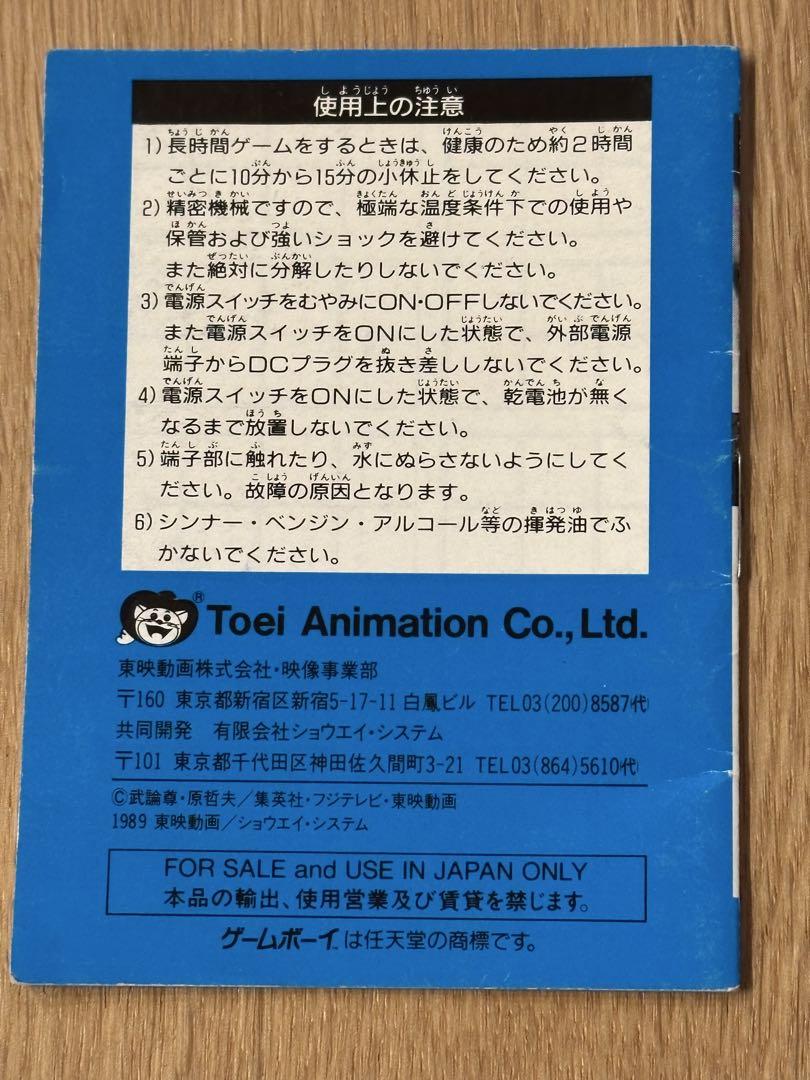 使用上の注意
1)長時間ゲームをするときは、健康のため約2時間
ごとに10分から15分の小休止をしてください。
2)精密機械ですので、極端な温度条件下での使用や
保管および強いショックを避けてください。
また絶対に分解したりしないでください。
3)電源スイッチをむやみにON・OFFしないでください。
また電源スイッチをONにした状態で、外部電源
端子からDCプラグを抜き差ししないでください。
4)電源スイッチをONにした状態で、乾電池が無く
なるまで放置しないでください。
5)端子部に触れたり、水にぬらさないようにしてく
ださい。故障の原因となります。
6)シンナー・ベンジン・アルコール等の揮発油でふ
かないでください。
® Toei Animation Co., Ltd.
東映動画株式会社・映像事業部
〒160 東京都新宿区新宿5-17-11 白鳳ビル TEL03(200)8587㈹
共同開発 有限会社ショウエイ・システム
〒101 東京都千代田区神田佐久間町3-21 TEL03(864)5610㈹
©武論尊・原哲夫／集英社・フジテレビ・東映動画
1989 東映動画／ショウエイ・システム
FOR SALE and USE IN JAPAN ONLY
本品の輸出、使用営業及び賃貸を禁じます。
ゲームボーイ™は任天堂の商標です。